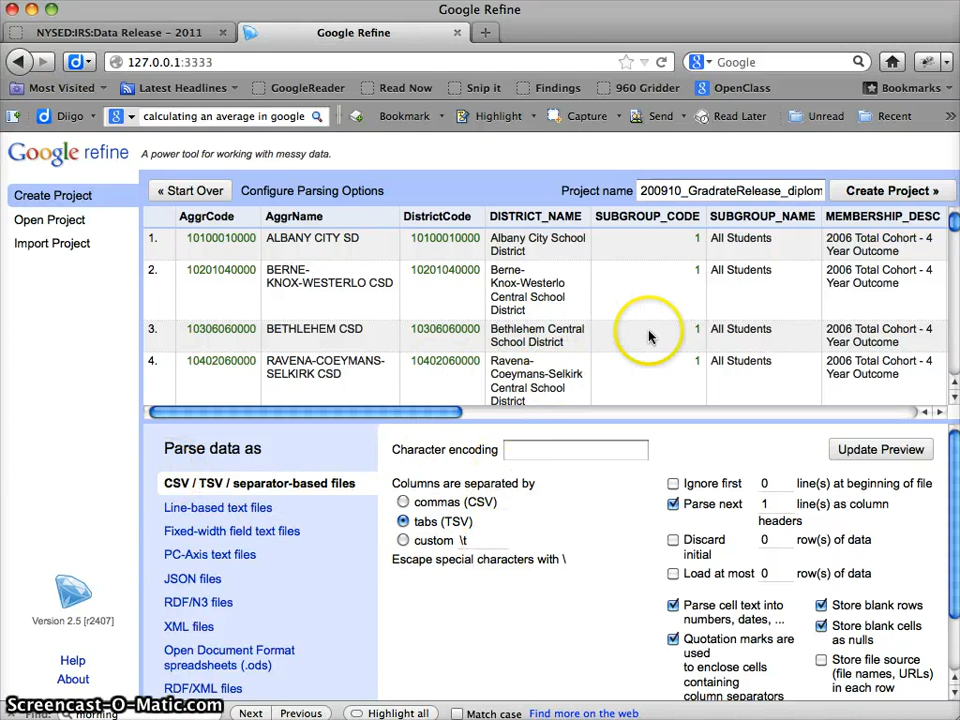 Google Refine
NYSED:IRS:Data Release - 2011
Google Refine
127.0.0.1:3333
Google
Most Visited
Latest Headlines
GoogleReader
Read Now
Snip it
Findings
960 Gridder
OpenClass
Bookmarks
Diigo
calculating an average in google
Bookmark
Highlight
Capture
Send
Read Later
Unread
Recent
Google refine A power tool for working with messy data.
Create Project
Open Project
Import Project
« Start Over Configure Parsing Options Project name 200910_GradrateRelease_diplom Create Project »
AggrCode AggrName DistrictCode DISTRICT_NAME SUBGROUP_CODE SUBGROUP_NAME MEMBERSHIP_DESC
1. 10100010000 ALBANY CITY SD 10100010000 Albany City School 1 All Students 2006 Total Cohort - 4
District Year Outcome
2. 10201040000 BERNE- 10201040000 Berne- 1 All Students 2006 Total Cohort - 4
KNOX-WESTERLO CSD Knox-Westerlo Year Outcome
Central School
District
3. 10306060000 BETHLEHEM CSD 10306060000 Bethlehem Central 1 All Students 2006 Total Cohort - 4
School District Year Outcome
4. 10402060000 RAVENA-COEYMANS- 10402060000 Ravena- 1 All Students 2006 Total Cohort - 4
SELKIRK CSD Coeymans-Selkirk Year Outcome
Central School
District
Parse data as
CSV / TSV / separator-based files
Line-based text files
Fixed-width field text files
PC-Axis text files
JSON files
RDF/N3 files
XML files
Open Document Format
spreadsheets (.ods)
RDF/XML files
Character encoding
Update Preview
Columns are separated by
commas (CSV)
tabs (TSV)
custom \t
Escape special characters with \
Ignore first 0 line(s) at beginning of file
Parse next 1 line(s) as column
headers
Discard 0 row(s) of data
initial
Load at most 0 row(s) of data
Parse cell text into
numbers, dates, ...
Quotation marks are
used
to enclose cells
containing
column separators
Store blank rows
Store blank cells
as nulls
Store file source
(file names, URLs)
in each row
Version 2.5 [r2407]
Help
About
Screencast-O-Matic.com
morning
Next
Previous
Highlight all
Match case
Find more on the web